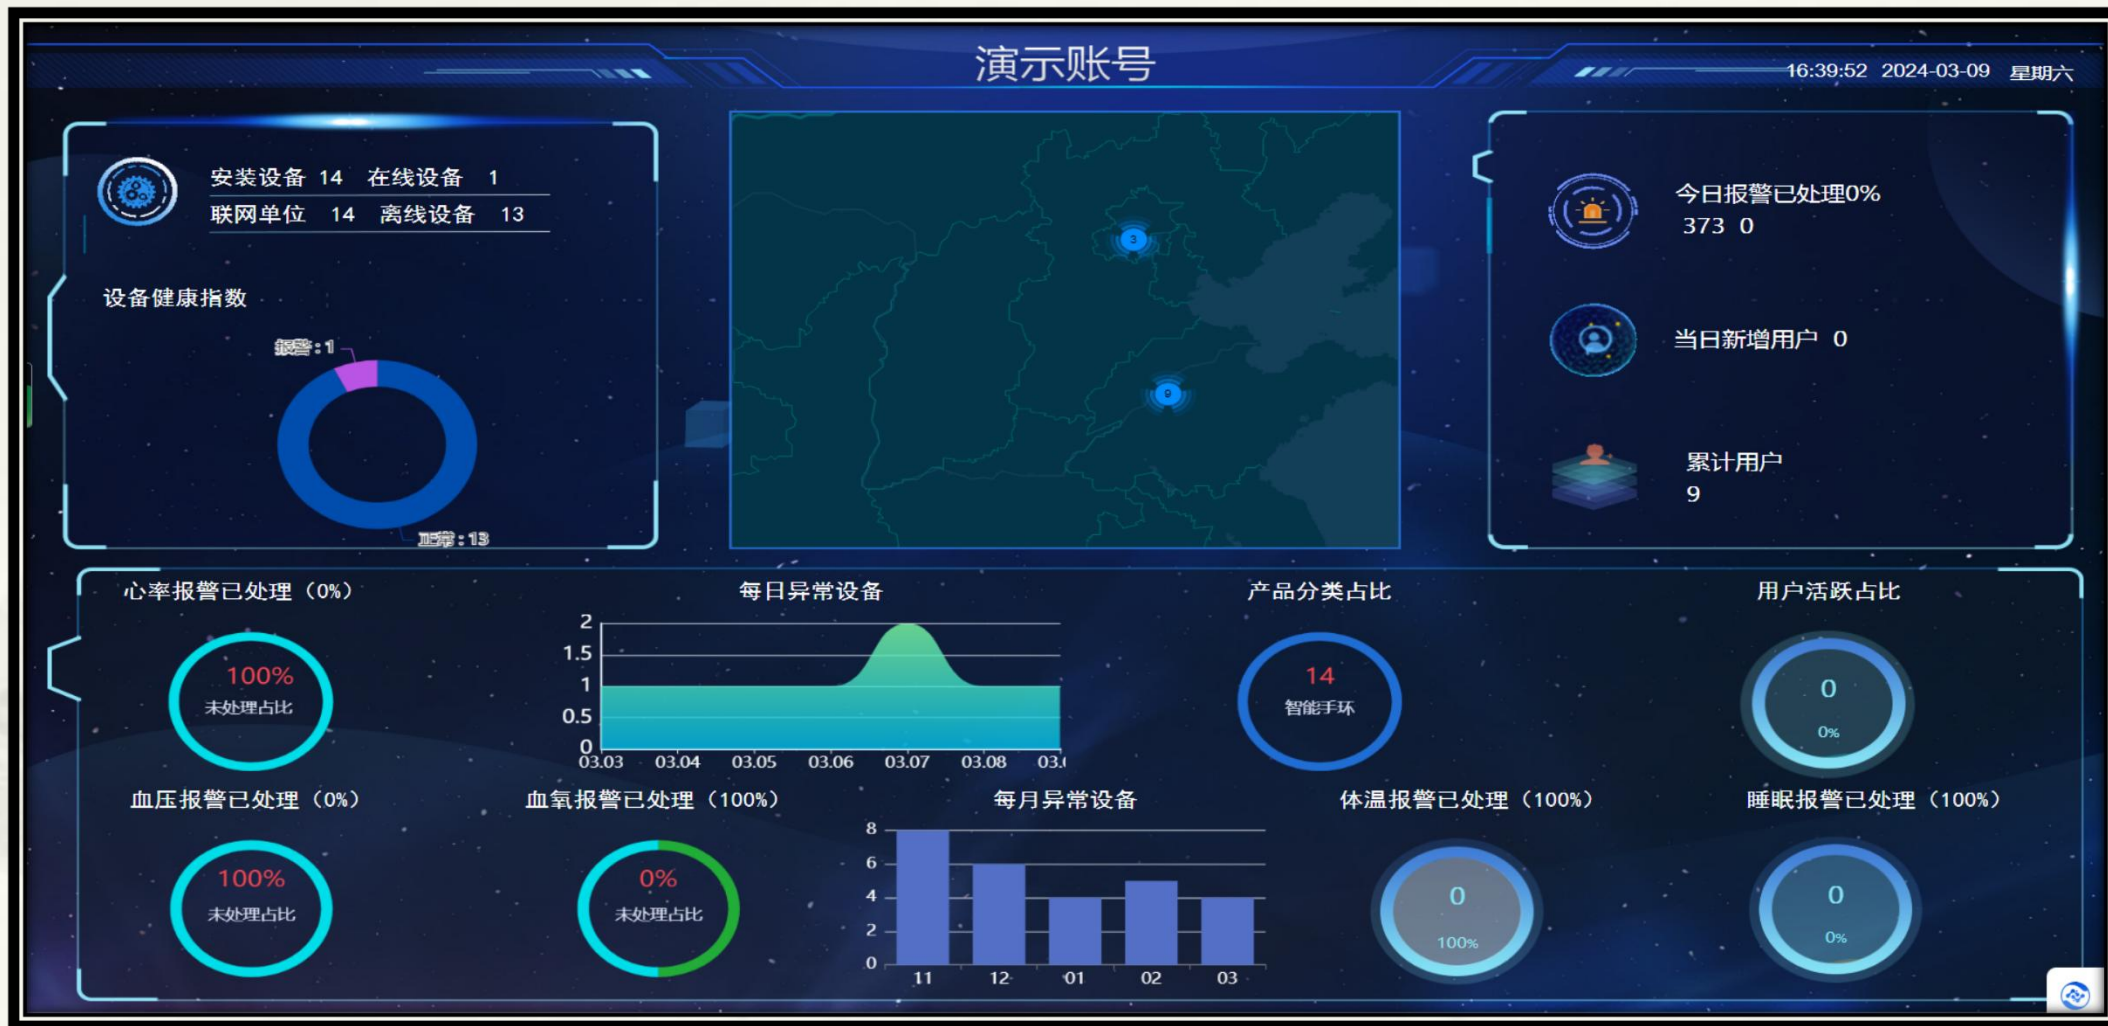 演示账号
16:39:52 2024-03-09 星期六
安装设备 14 在线设备 1
联网单位 14 离线设备 13
设备健康指数
报警:1
正常:13
3
9
今日报警已处理0%
373 0
当日新增用户 0
累计用户
9
心率报警已处理（0%）
100%
未处理占比
每日异常设备
2
1.5
1
0.5
0
03.03 03.04 03.05 03.06 03.07 03.08
产品分类占比
14
智能手环
用户活跃占比
0
0%
血压报警已处理（0%）
100%
未处理占比
血氧报警已处理（100%）
0%
未处理占比
每月异常设备
8
6
4
2
0
11 12 01 02 03
体温报警已处理（100%）
0
100%
睡眠报警已处理（100%）
0
0%